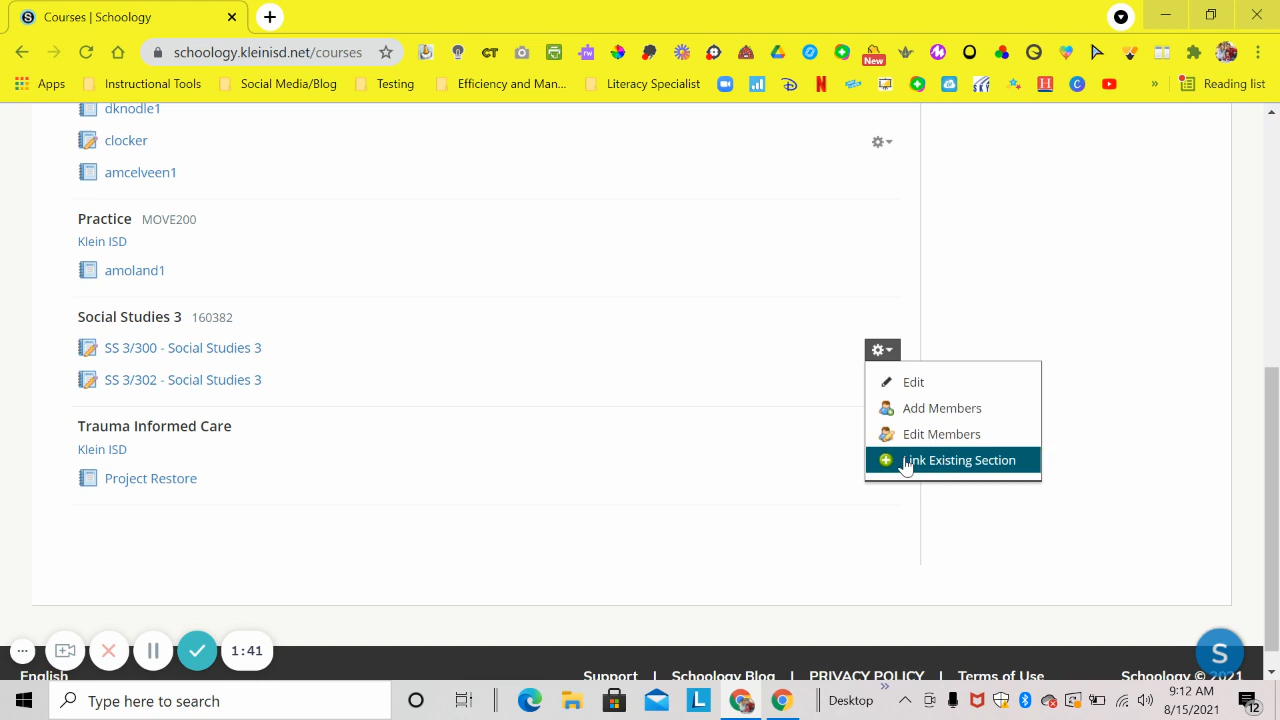 Courses | Schoology
schoology.kleinisd.net/courses
New
Apps
Instructional Tools
Social Media/Blog
Testing
Efficiency and Man...
Literacy Specialist
»
Reading list
dknodle1
clocker
amcelveen1
Practice MOVE200
Klein ISD
amoland1
Social Studies 3 160382
SS 3/300 - Social Studies 3
SS 3/302 - Social Studies 3
Edit
Add Members
Edit Members
Link Existing Section
Trauma Informed Care
Klein ISD
Project Restore
1:41
S
English
Support | Schoology Blog | PRIVACY POLICY | Terms of Use
Schoology © 2021
Type here to search
Desktop
»
9:12 AM
8/15/2021
12